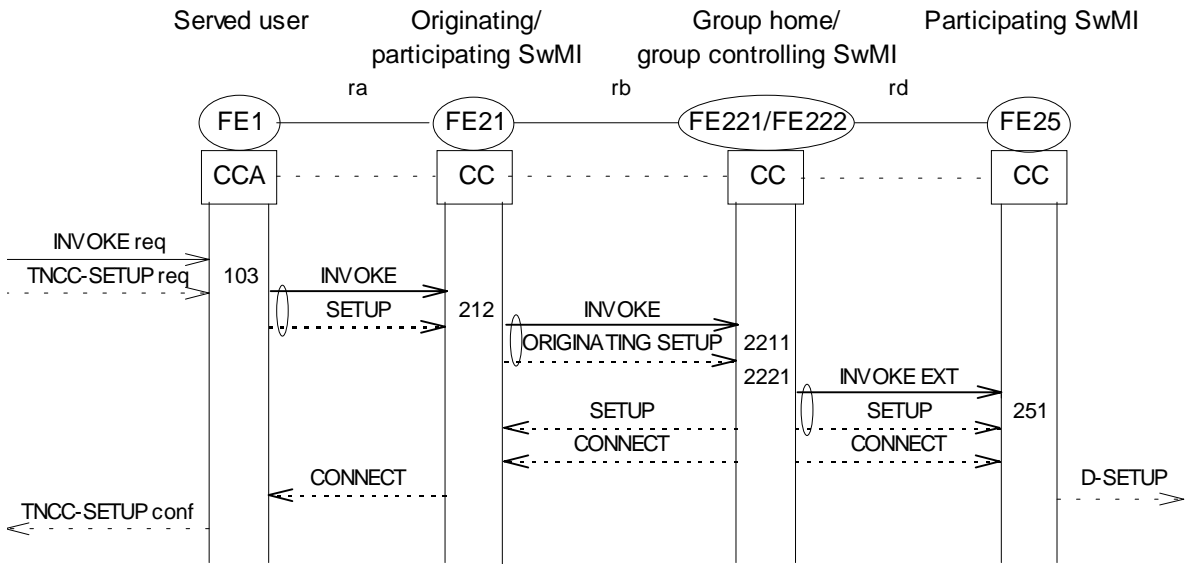 Served user
Originating/
participating SwMI
Group home/
group controlling SwMI
Participating SwMI
ra
rb
rd
FE1
FE21
FE221/FE222
FE25
CCA
CC
CC
CC
INVOKE req
TNCC-SETUP req
103
INVOKE
SETUP
212
INVOKE
ORIGINATING SETUP
2211
2221
INVOKE EXT
SETUP
SETUP
251
CONNECT
CONNECT
CONNECT
D-SETUP
TNCC-SETUP conf